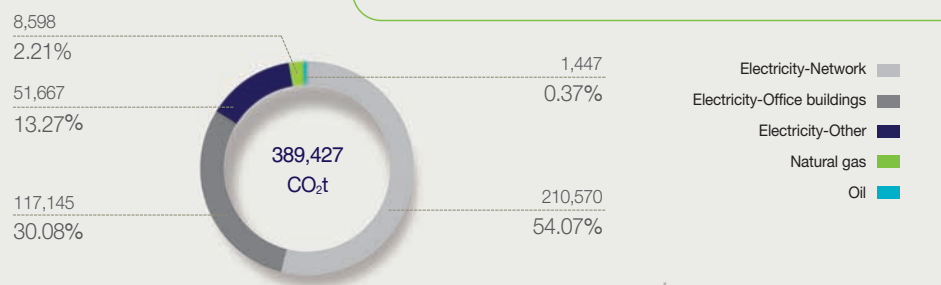 8,598
2.21%
51,667
13.27%
117,145
30.08%
389,427
CO₂t
1,447
0.37%
210,570
54.07%
Electricity-Network
Electricity-Office buildings
Electricity-Other
Natural gas
Oil